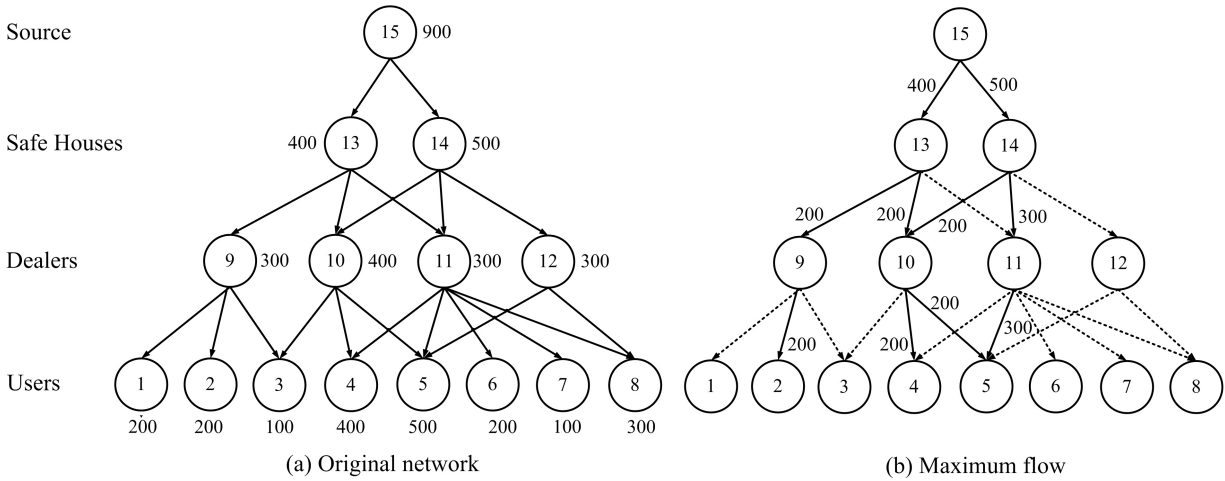 Source 15 900 15
400 500
Safe Houses 400 13 14 500 13 14
200 200 200 300
Dealers 9 300 10 400 11 300 12 300 9 10 11 12
200
200 200 300
Users 1 2 3 4 5 6 7 8 1 2 3 4 5 6 7 8
200 200 100 400 500 200 100 300
(a) Original network (b) Maximum flow